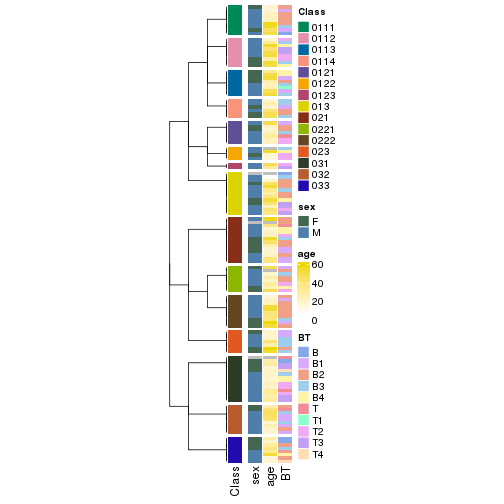 Class
0111
0112
0113
0114
0121
0122
0123
013
021
0221
0222
023
031
032
033
sex
F
M
age
60
40
20
0
BT
B
B1
B2
B3
B4
T
T1
T2
T3
T4
Class
sex
age
BT